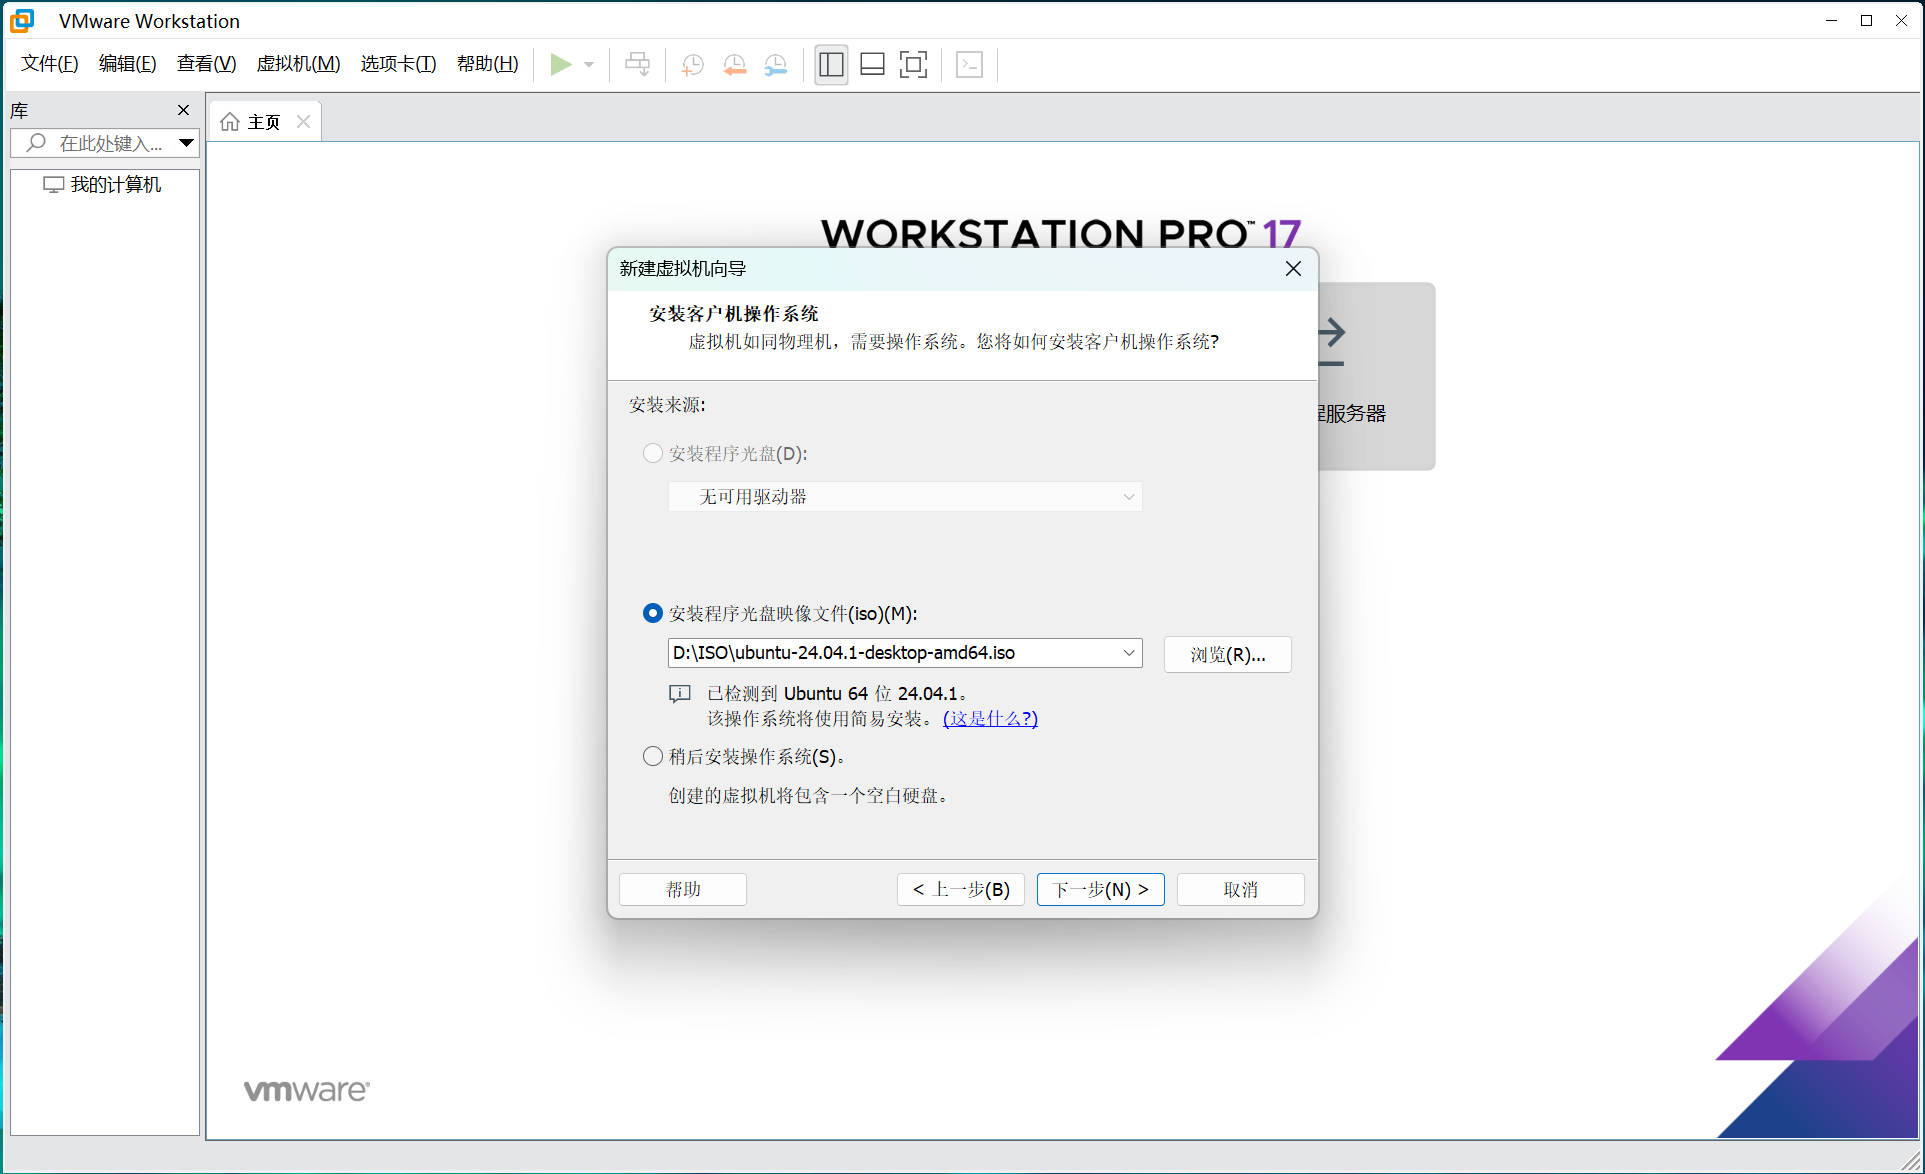 VMware Workstation
文件(F) 编辑(E) 查看(V) 虚拟机(M) 选项卡(T) 帮助(H)
库
主页
在此处键入...
我的计算机
WORKSTATION PRO™ 17
新建虚拟机向导
安装客户机操作系统
虚拟机如同物理机，需要操作系统。您将如何安装客户机操作系统?
程服务器
安装来源:
安装程序光盘(D):
无可用驱动器
安装程序光盘映像文件(iso)(M):
D:\ISO\ubuntu-24.04.1-desktop-amd64.iso
浏览(R)...
已检测到 Ubuntu 64 位 24.04.1。
该操作系统将使用简易安装。 (这是什么?)
稍后安装操作系统(S)。
创建的虚拟机将包含一个空白硬盘。
帮助 < 上一步(B) 下一步(N) > 取消
vmware